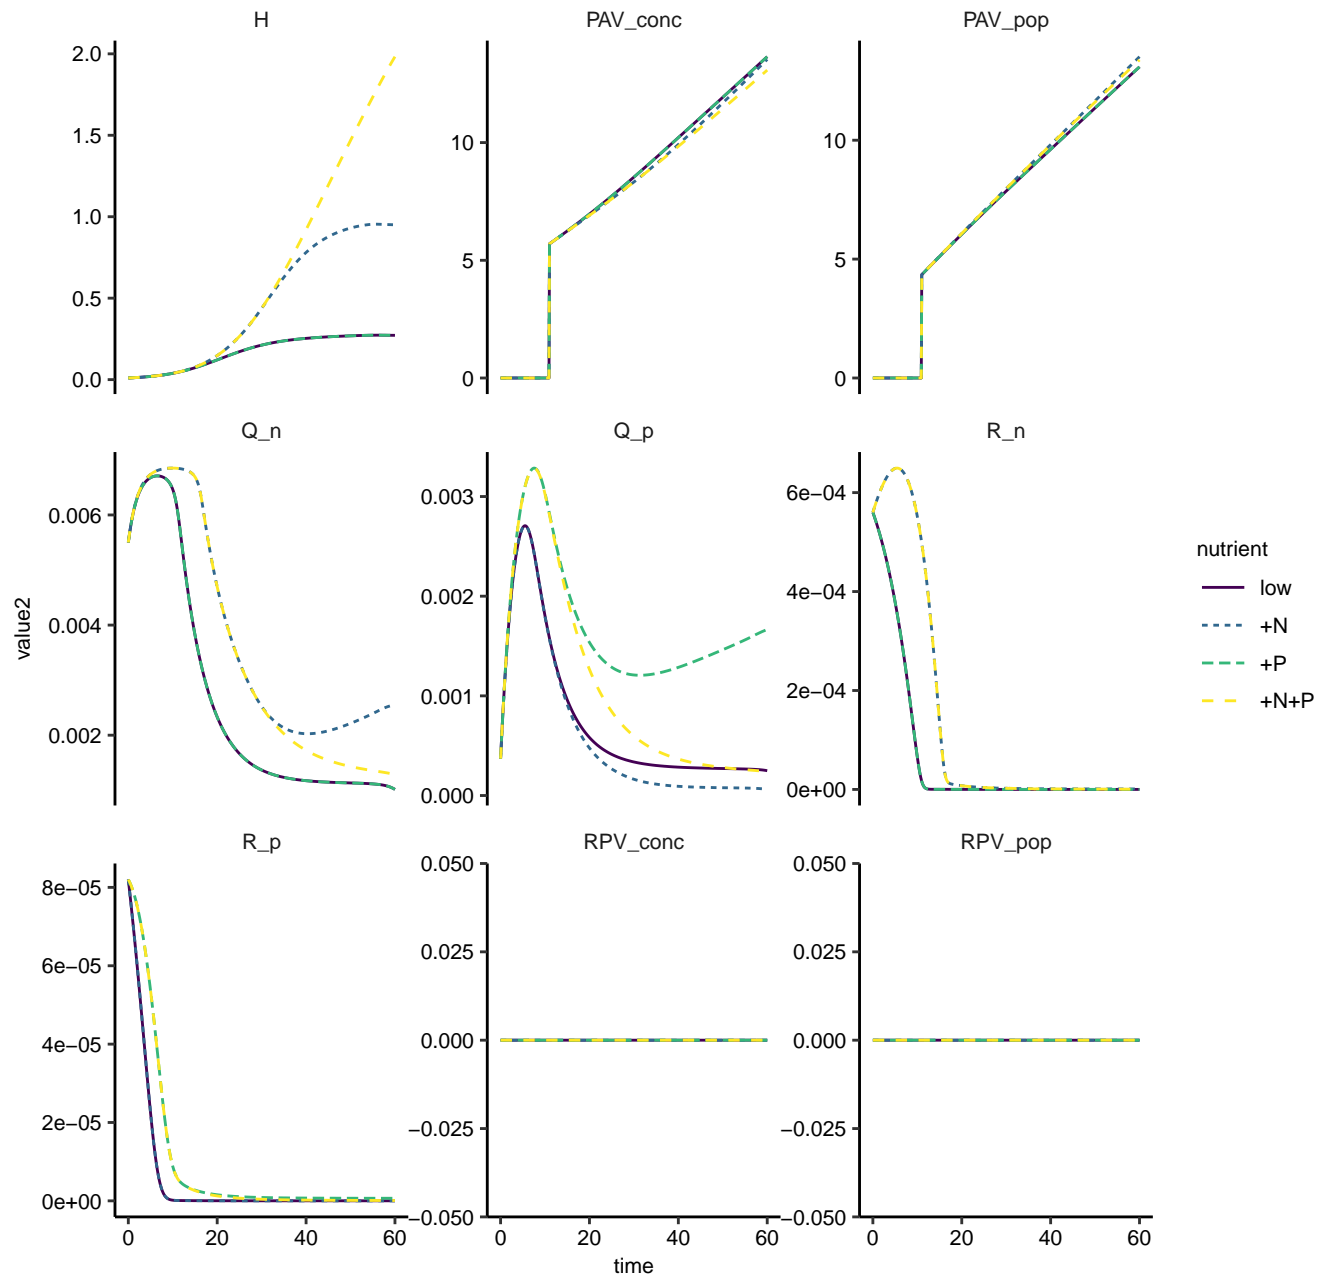 H
PAV_conc
PAV_pop
2.0
1.5
1.0
0.5
0.0
10
5
0
10
5
0
Q_n
Q_p
R_n
0.006
0.004
0.002
0.003
0.002
0.001
0.000
6e−04
4e−04
2e−04
0e+00
R_p
RPV_conc
RPV_pop
8e−05
6e−05
4e−05
2e−05
0e+00
0.050
0.025
0.000
−0.025
−0.050
0.050
0.025
0.000
−0.025
−0.050
0 20 40 60
0 20 40 60
0 20 40 60
time
value2
nutrient
low
+N
+P
+N+P